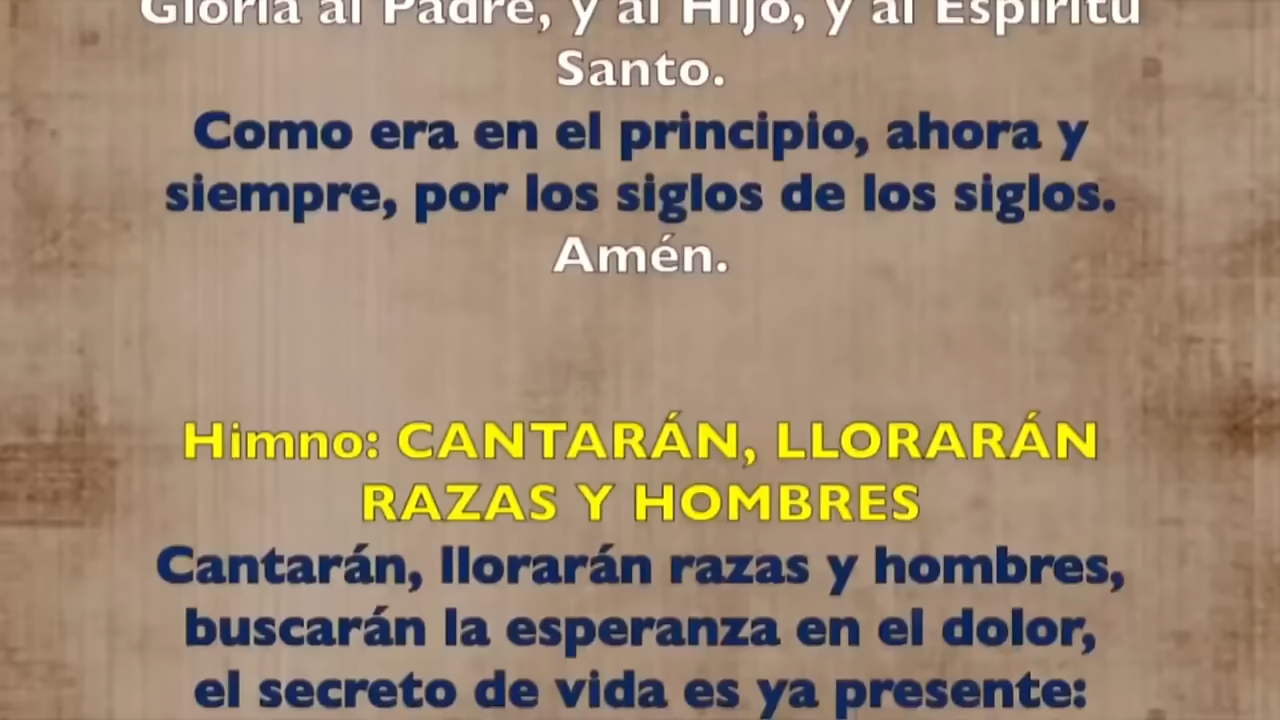 Gloria al Padre, y al Hijo, y al Espíritu
Santo.
Como era en el principio, ahora y
siempre, por los siglos de los siglos.
Amén.
Himno: CANTARÁN, LLORARÁN
RAZAS Y HOMBRES
Cantarán, llorarán razas y hombres,
buscarán la esperanza en el dolor,
el secreto de vida es ya presente: